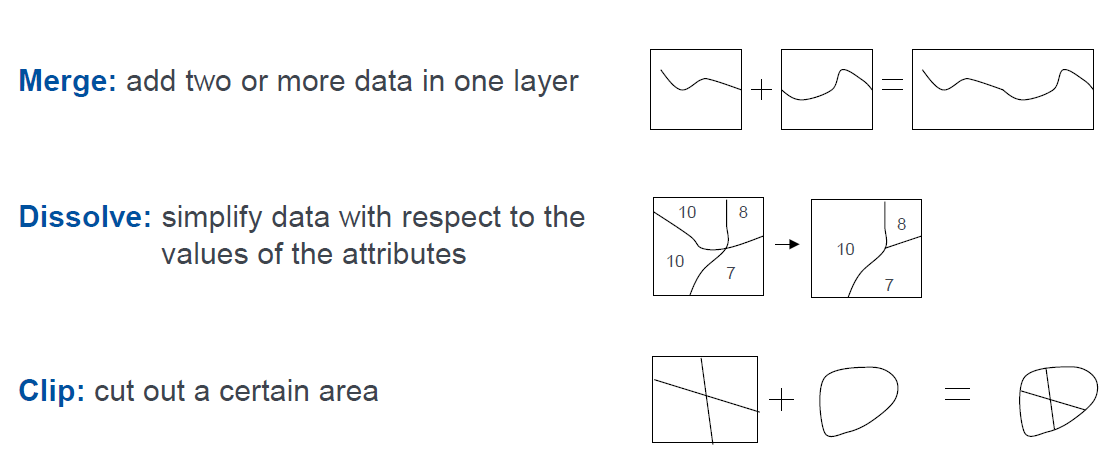 Merge: add two or more data in one layer
+ =
Dissolve: simplify data with respect to the
values of the attributes
10 8
10 7
8
10
7
Clip: cut out a certain area
+ =